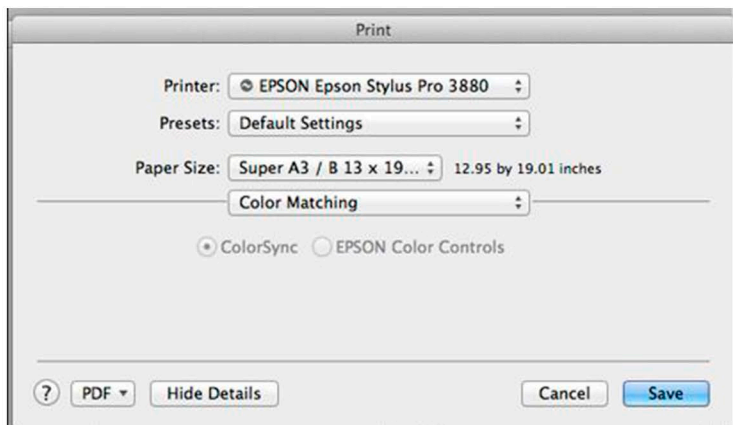 Print
Printer: EPSON Epson Stylus Pro 3880
Presets: Default Settings
Paper Size: Super A3 / B 13 x 19... 12.95 by 19.01 inches
Color Matching
ColorSync EPSON Color Controls
? PDF Hide Details Cancel Save